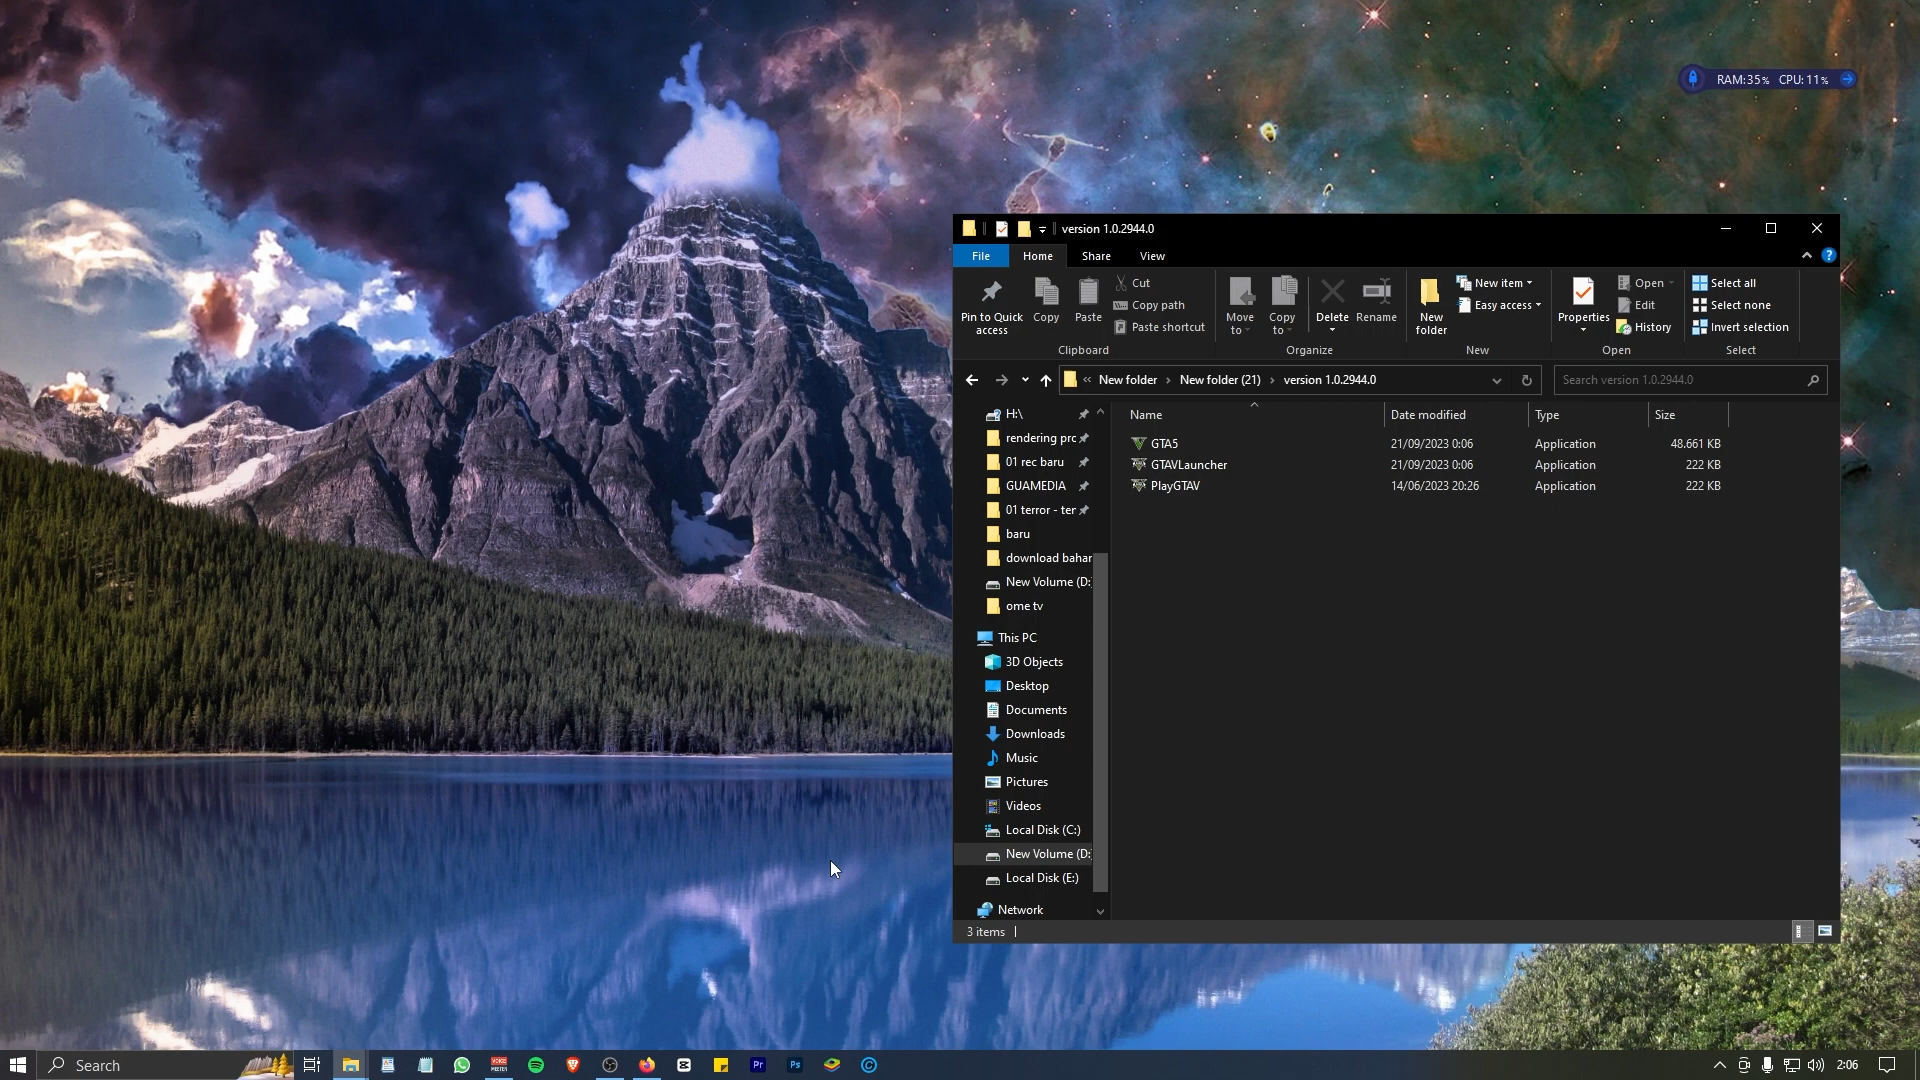 RAM:35% CPU: 11%
version 1.0.2944.0
File Home Share View
Pin to Quick access
Copy
Paste
Cut
Copy path
Paste shortcut
Clipboard
Move to
Copy to
Delete
Rename
Organize
New folder
New item
Easy access
New
Properties
Open
Edit
History
Open
Select all
Select none
Invert selection
Select
« New folder New folder (21) version 1.0.2944.0
Search version 1.0.2944.0
H:\
rendering prc
01 rec baru
GUAMEDIA
01 terror - ter
baru
download bahar
New Volume (D:
ome tv
This PC
3D Objects
Desktop
Documents
Downloads
Music
Pictures
Videos
Local Disk (C:)
New Volume (D:
Local Disk (E:)
Network
Name Date modified Type Size
GTA5 21/09/2023 0:06 Application 48.661 KB
GTAVLauncher 21/09/2023 0:06 Application 222 KB
PlayGTAV 14/06/2023 20:26 Application 222 KB
3 items
Search
Pr
Ps
2:06